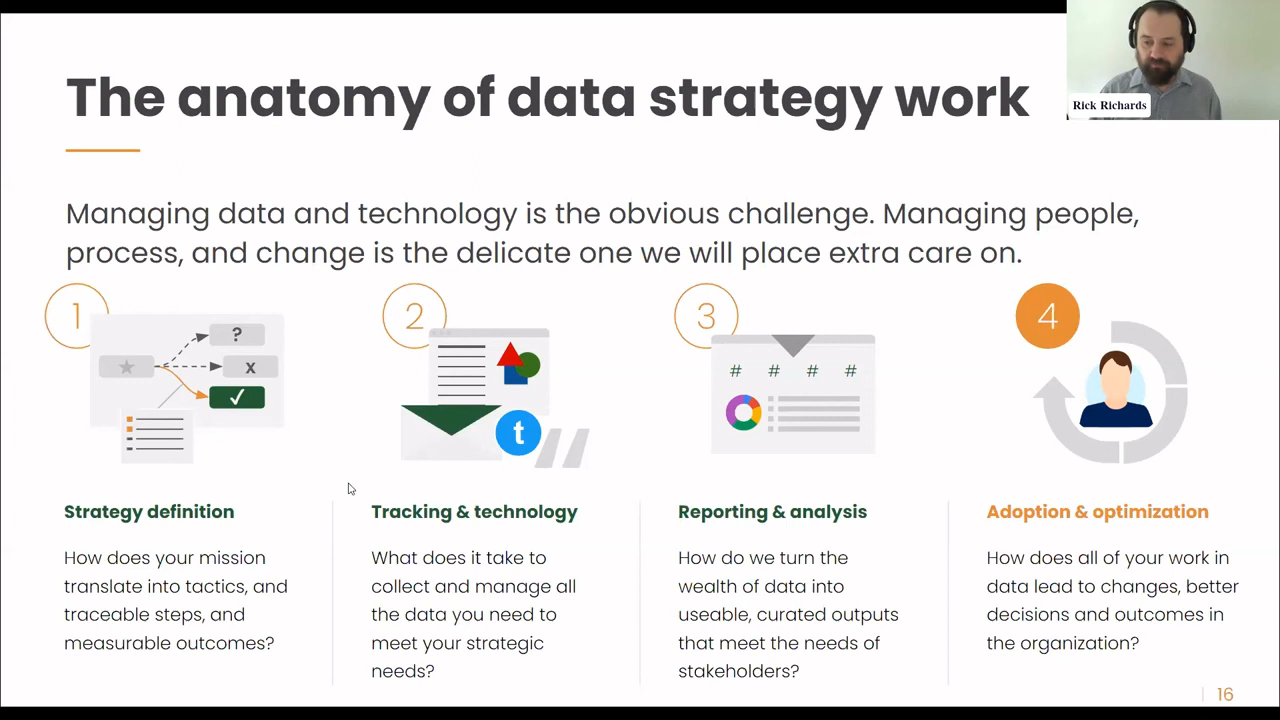 The anatomy of data strategy work
Rick Richards
Managing data and technology is the obvious challenge. Managing people,
process, and change is the delicate one we will place extra care on.
1
?
x
✓
2
t
3
# # # #
4
Strategy definition
How does your mission
translate into tactics, and
traceable steps, and
measurable outcomes?
Tracking & technology
What does it take to
collect and manage all
the data you need to
meet your strategic
needs?
Reporting & analysis
How do we turn the
wealth of data into
useable, curated outputs
that meet the needs of
stakeholders?
Adoption & optimization
How does all of your work in
data lead to changes, better
decisions and outcomes in
the organization?
16